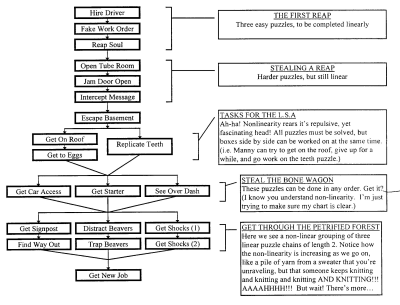 Hire Driver
Fake Work Order
Reap Soul
THE FIRST REAP
Three easy puzzles, to be completed linearly
Open Tube Room
Jam Door Open
Intercept Message
STEALING A REAP
Harder puzzles, but still linear
Escape Basement
Get On Roof
Get to Eggs
Replicate Teeth
TASKS FOR THE L.S.A
Ah-ha! Nonlinearity rears it's repulsive, yet
fascinating head! All puzzles must be solved, but
boxes side by side can be worked on at the same time.
(i.e. Manny can try to get on the roof, give up for a
while, and go work on the teeth puzzle.)
Get Car Access
Get Starter
See Over Dash
STEAL THE BONE WAGON
These puzzles can be done in any order. Get it?
(I know you understand non-linearity. I'm just
trying to make sure my chart is clear.)
Get Signpost
Distract Beavers
Get Shocks (1)
Find Way Out
Trap Beavers
Get Shocks (2)
GET THROUGH THE PETRIFIED FOREST
Here we see a non-linear grouping of three
linear puzzle chains of length 2. Notice how
the non-linearity is increasing as we go on,
like a pile of yarn from a sweater that you're
unraveling, but that someone keeps knitting
and knitting and knitting AND KNITTING!!!
AAAAHHHH!!! But wait! There's more...
Get New Job